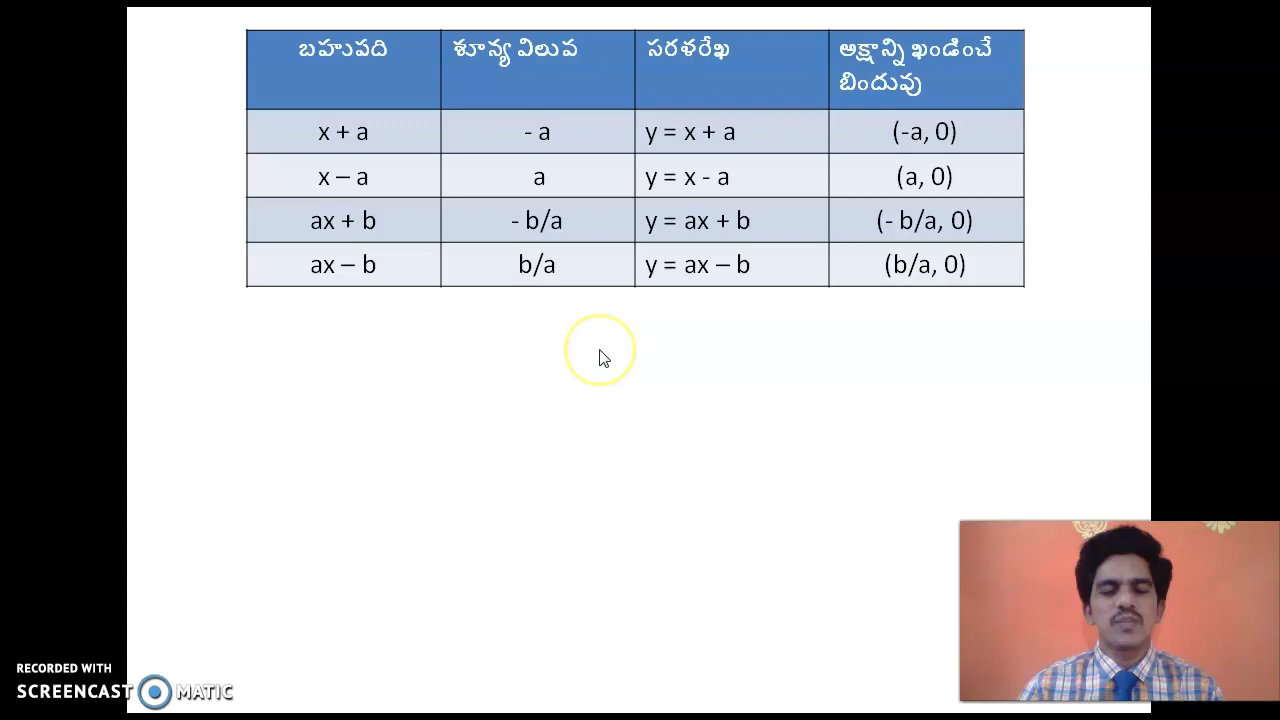 బహుపది శూన్య విలువ సరళరేఖ అక్షాన్ని ఖండించే
బిందువు
x + a - a y = x + a (-a, 0)
x – a a y = x - a (a, 0)
ax + b - b/a y = ax + b (- b/a, 0)
ax – b b/a y = ax – b (b/a, 0)
RECORDED WITH
SCREENCAST MATIC